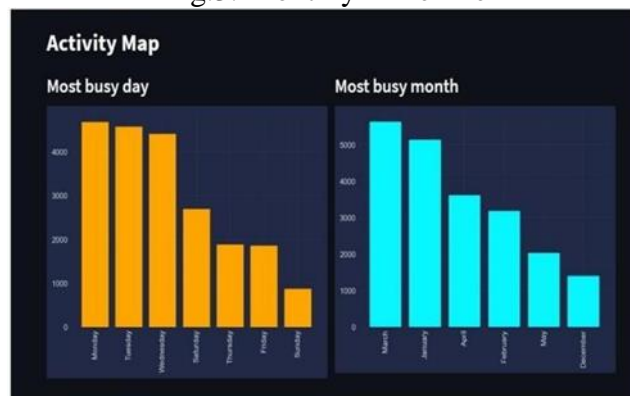 Activity Map
Most busy day
4000
3000
2000
1000
0
Monday
Tuesday
Wednesday
Saturday
Thursday
Friday
Sunday
Most busy month
5000
4000
3000
2000
1000
0
March
January
April
February
May
December